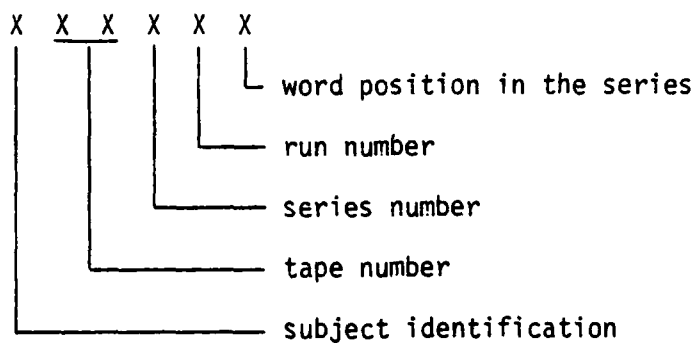 X X X X X X
word position in the series
run number
series number
tape number
subject identification